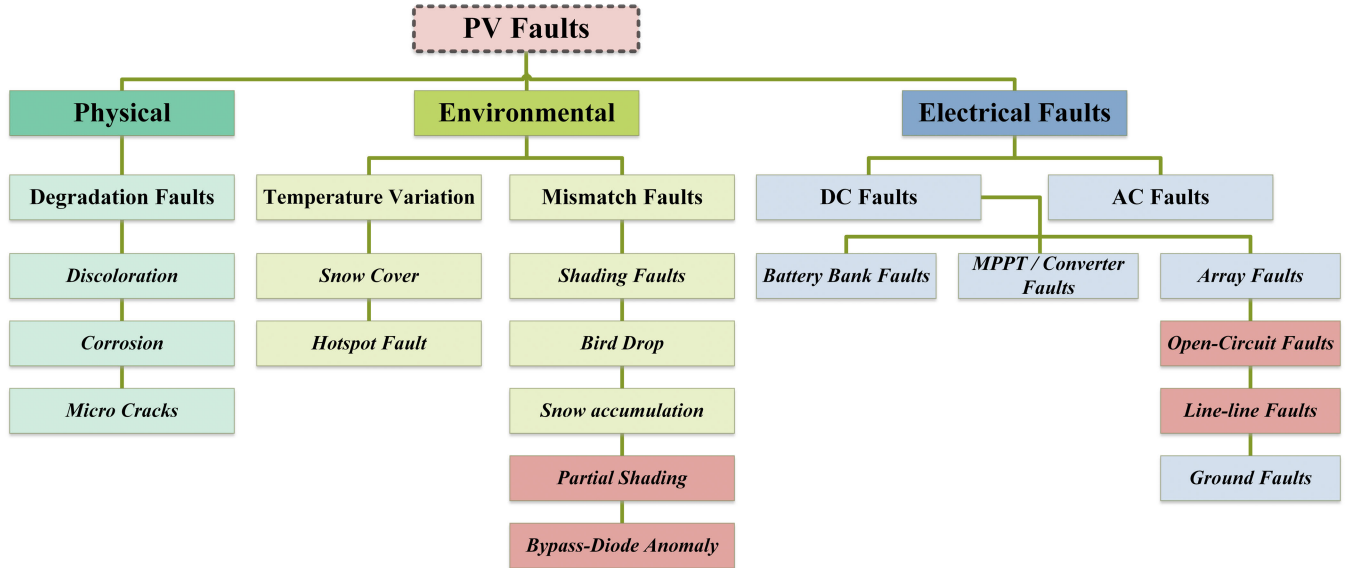 PV Faults
Physical
Environmental
Electrical Faults
Degradation Faults
Temperature Variation
Mismatch Faults
DC Faults
AC Faults
Discoloration
Snow Cover
Shading Faults
Battery Bank Faults
MPPT / Converter
Faults
Array Faults
Corrosion
Hotspot Fault
Bird Drop
Open-Circuit Faults
Micro Cracks
Snow accumulation
Line-line Faults
Partial Shading
Ground Faults
Bypass-Diode Anomaly